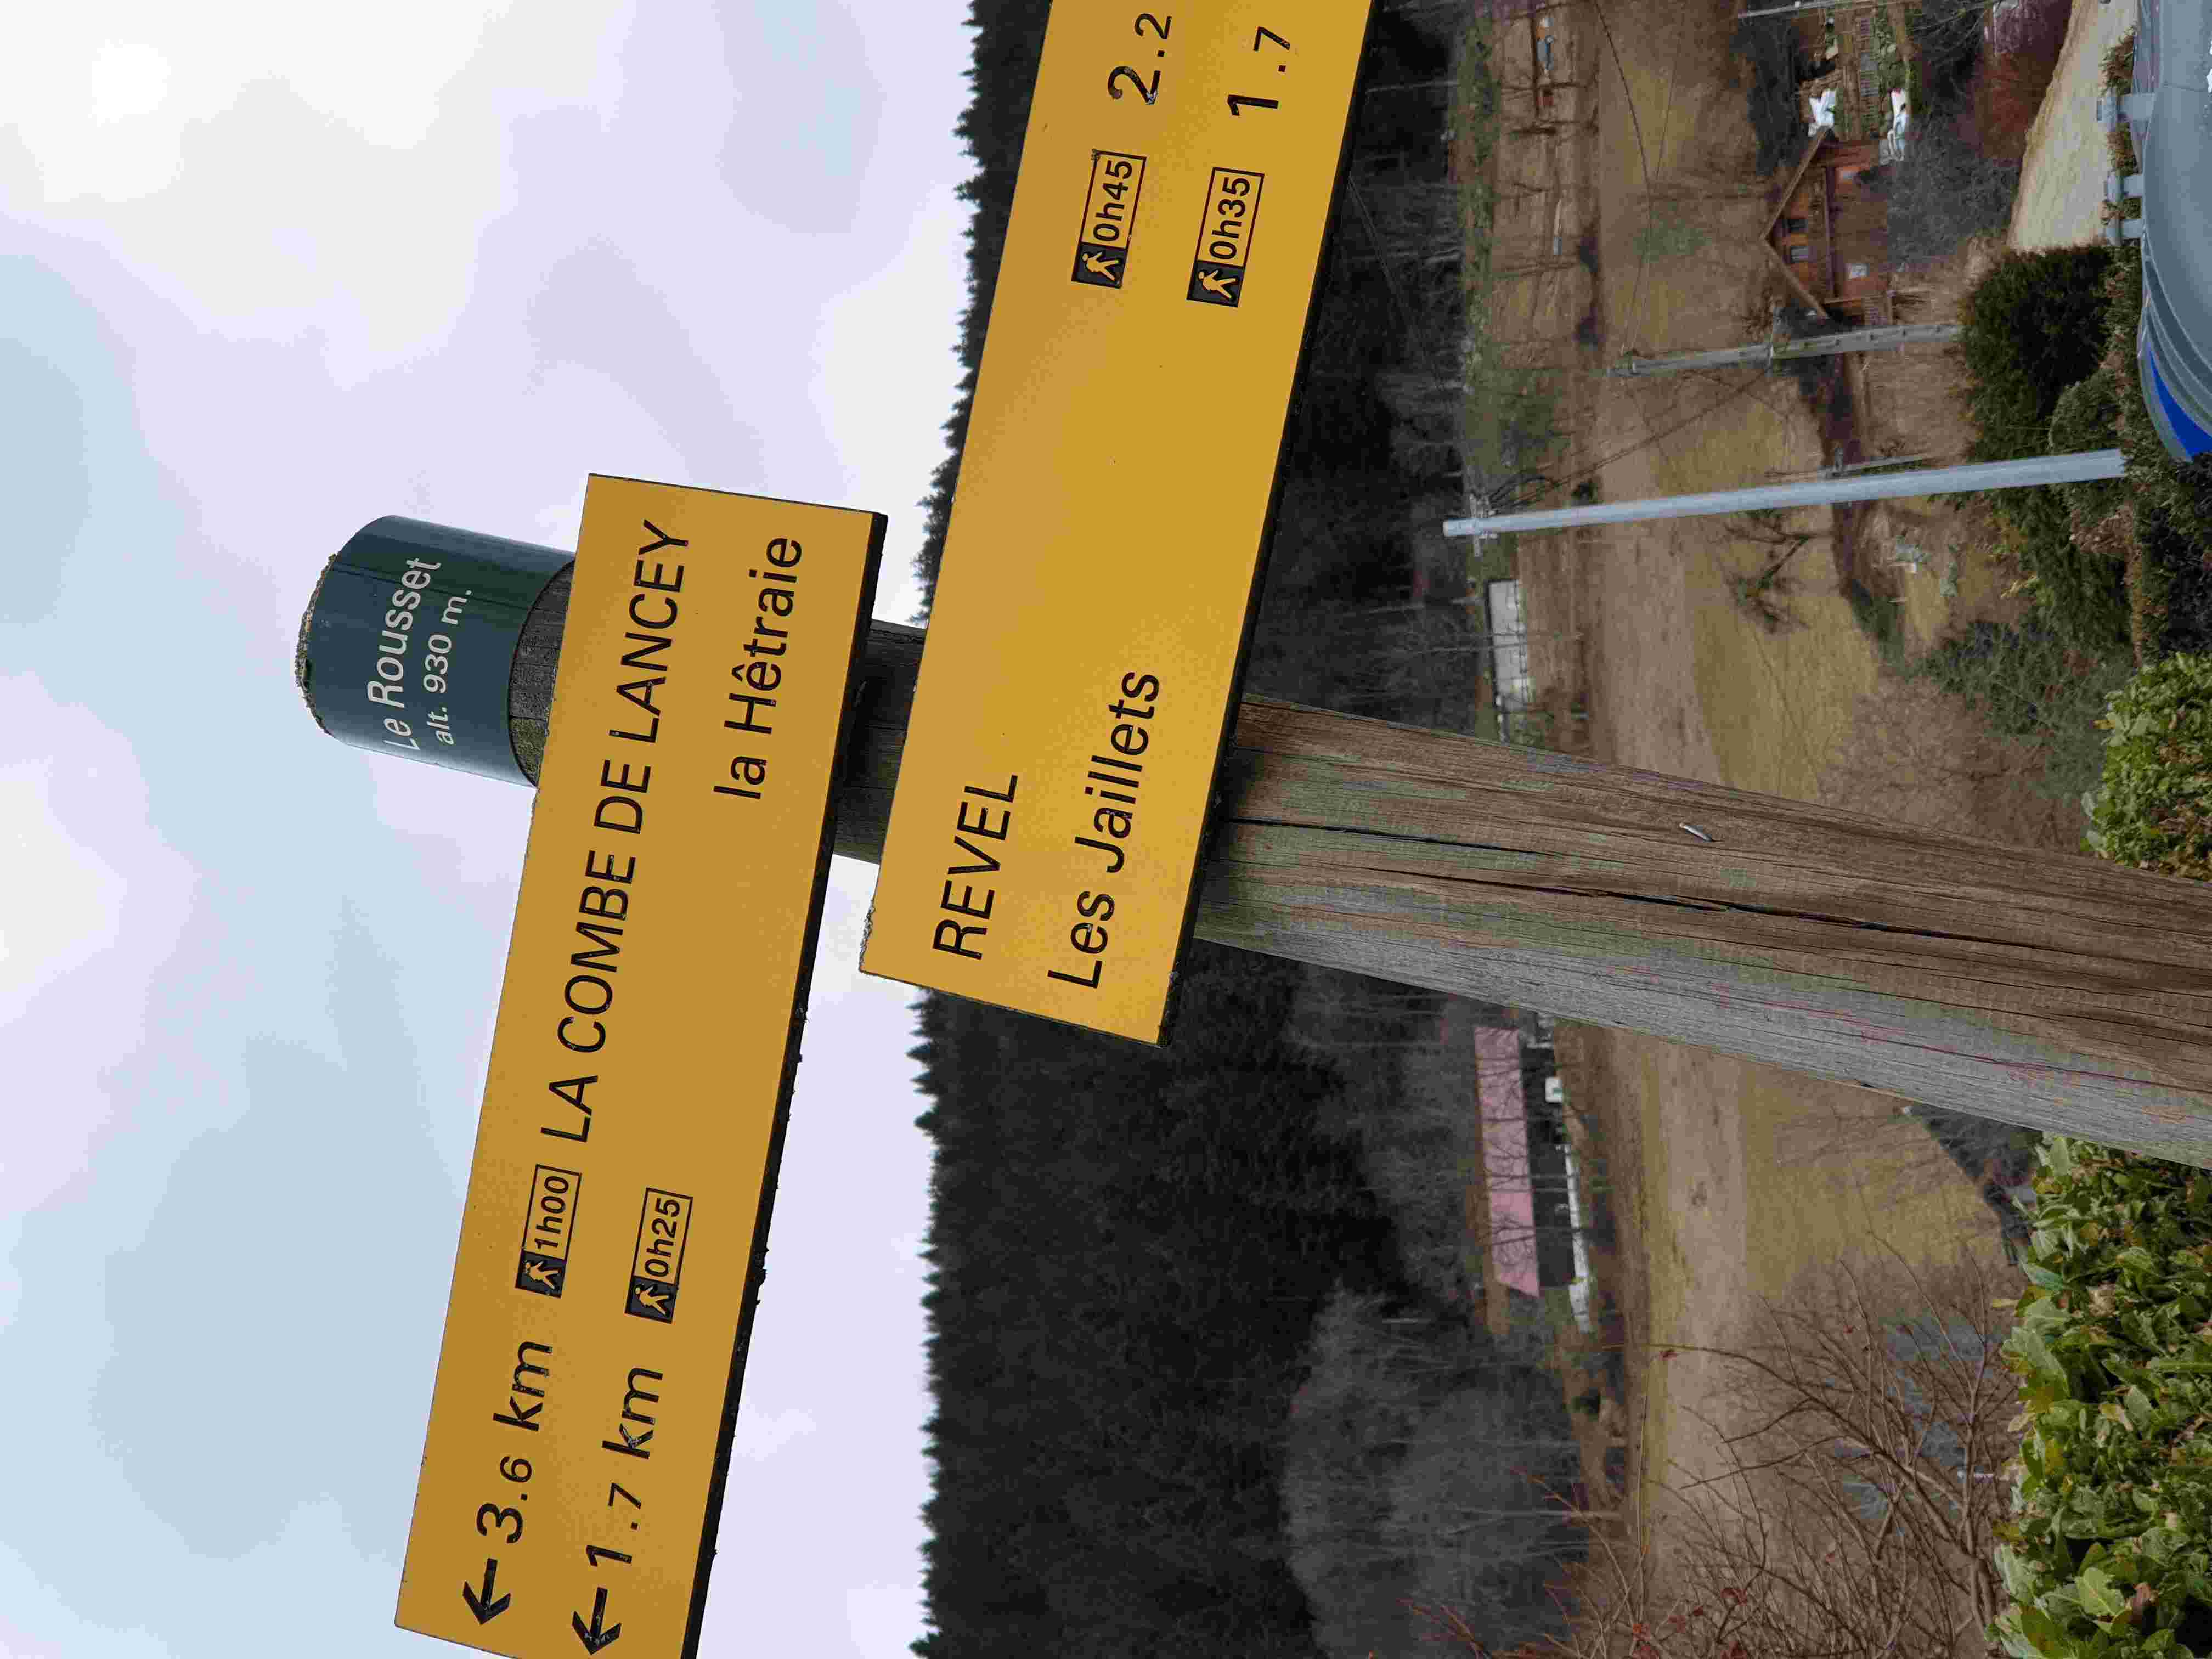 Le Rousset
alt. 930 m.
← 3.6 km 1h00 LA COMBE DE LANCEY
← 1.7 km 0h25 la Hêtraie
REVEL 0h45 2.2
Les Jaillets 0h35 1.7